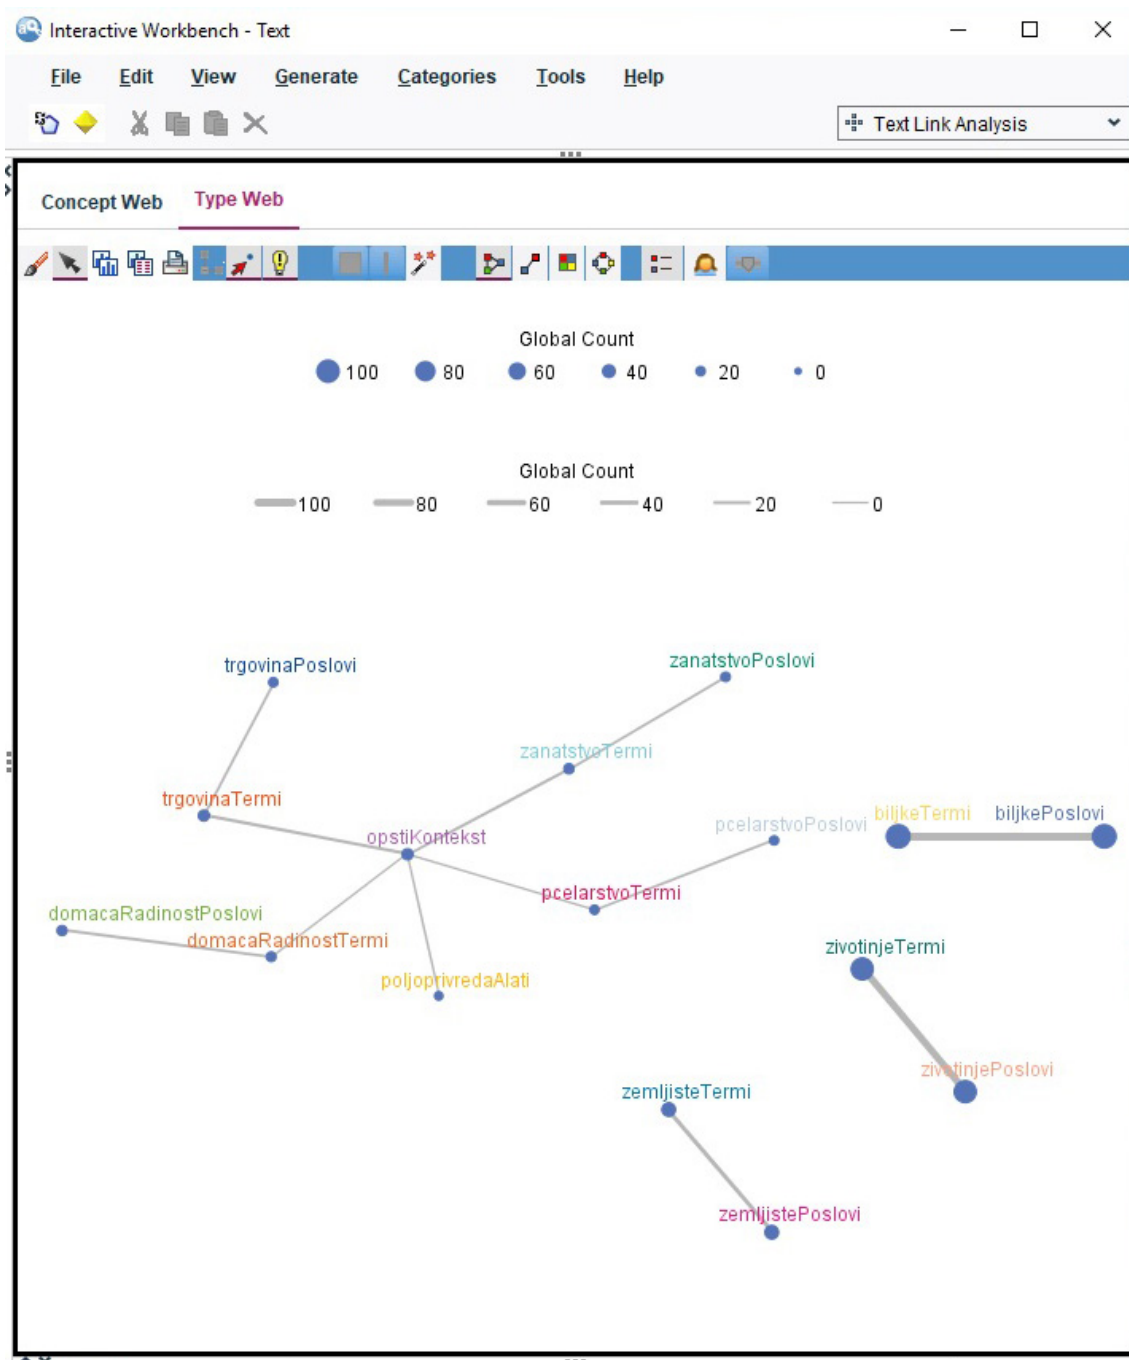 Interactive Workbench - Text
File Edit View Generate Categories Tools Help
Text Link Analysis
Concept Web Type Web
Global Count
100 80 60 40 20 0
Global Count
100 80 60 40 20 0
trgovinaPoslovi
zanatstvoPoslovi
zanatstvoTermi
trgovinaTermi
opstiKontekst
pcelarstvoPoslovi
biljkeTermi
biljkePoslovi
pcelarstvoTermi
domacaRadinostPoslovi
domacaRadinostTermi
zivotinjeTermi
poljoprivredaAlati
zivotinjePoslovi
zemljisteTermi
zemljistePoslovi